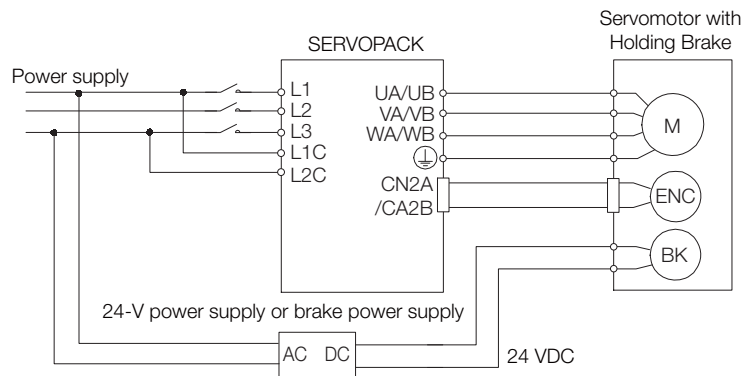 Servomotor with
Holding Brake
SERVOPACK
Power supply
L1
L2
L3
L1C
L2C
UA/UB
VA/VB
WA/WB
CN2A
/CA2B
M
ENC
BK
24-V power supply or brake power supply
AC DC
24 VDC